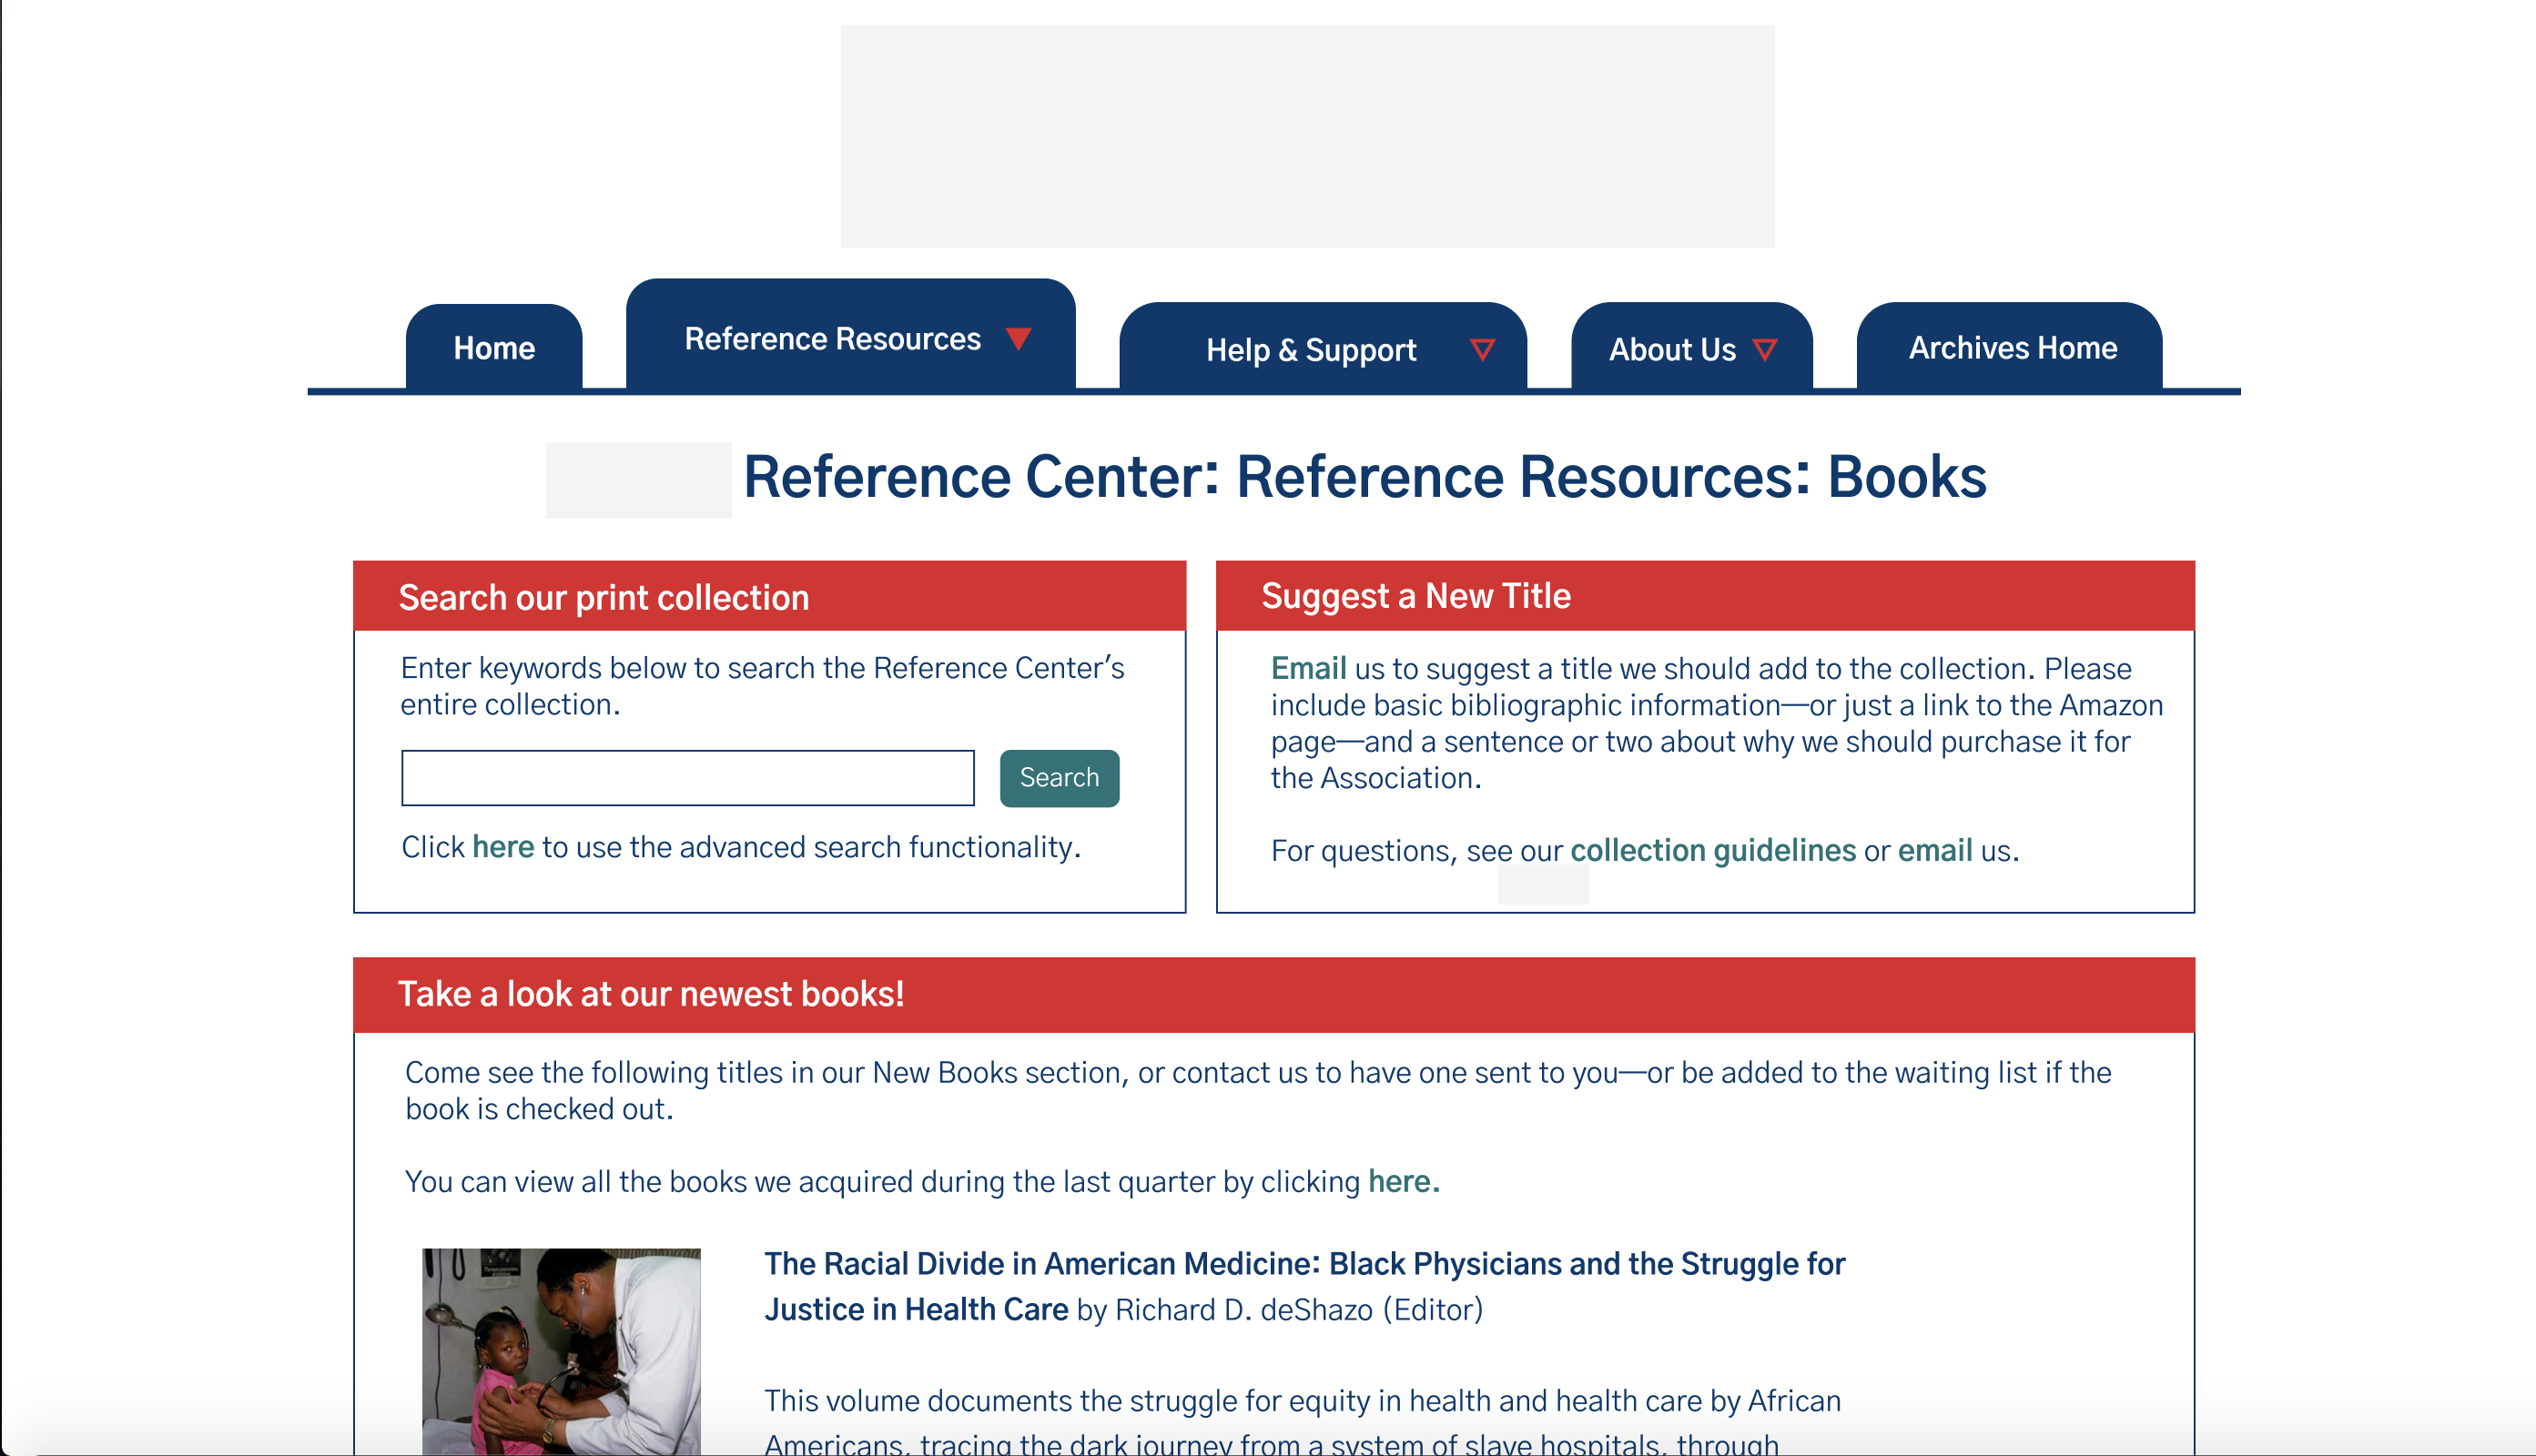 Home
Reference Resources
Help & Support
About Us
Archives Home
Reference Center: Reference Resources: Books
Search our print collection
Enter keywords below to search the Reference Center's
entire collection.
Search
Click here to use the advanced search functionality.
Suggest a New Title
Email us to suggest a title we should add to the collection. Please
include basic bibliographic information—or just a link to the Amazon
page—and a sentence or two about why we should purchase it for
the Association.
For questions, see our collection guidelines or email us.
Take a look at our newest books!
Come see the following titles in our New Books section, or contact us to have one sent to you—or be added to the waiting list if the
book is checked out.
You can view all the books we acquired during the last quarter by clicking here.
The Racial Divide in American Medicine: Black Physicians and the Struggle for
Justice in Health Care by Richard D. deShazo (Editor)
This volume documents the struggle for equity in health and health care by African
Americans, tracing the dark journey from a system of slave hospitals, through